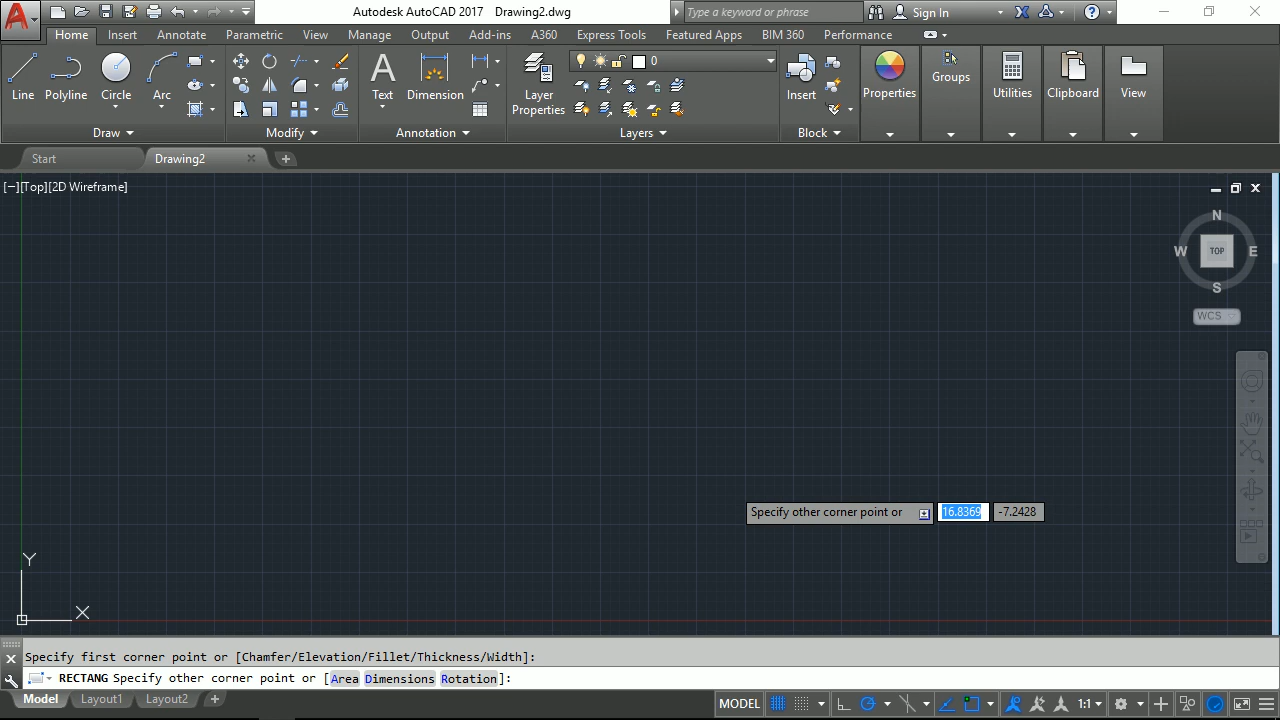 Autodesk AutoCAD 2017 Drawing2.dwg
Type a keyword or phrase
Sign In
Home Insert Annotate Parametric View Manage Output Add-ins A360 Express Tools Featured Apps BIM 360 Performance
0
Line Polyline Circle Arc
Text Dimension
Layer
Properties
Insert
Properties
Groups
Utilities
Clipboard
View
Draw Modify Annotation Layers Block
Start Drawing2
[−][Top][2D Wireframe]
N
W TOP E
S
WCS
Specify other corner point or 16.8369 -7.2428
Y
X
Specify first corner point or [Chamfer/Elevation/Fillet/Thickness/Width]:
RECTANG Specify other corner point or [Area Dimensions Rotation]:
Model Layout1 Layout2
MODEL 1:1